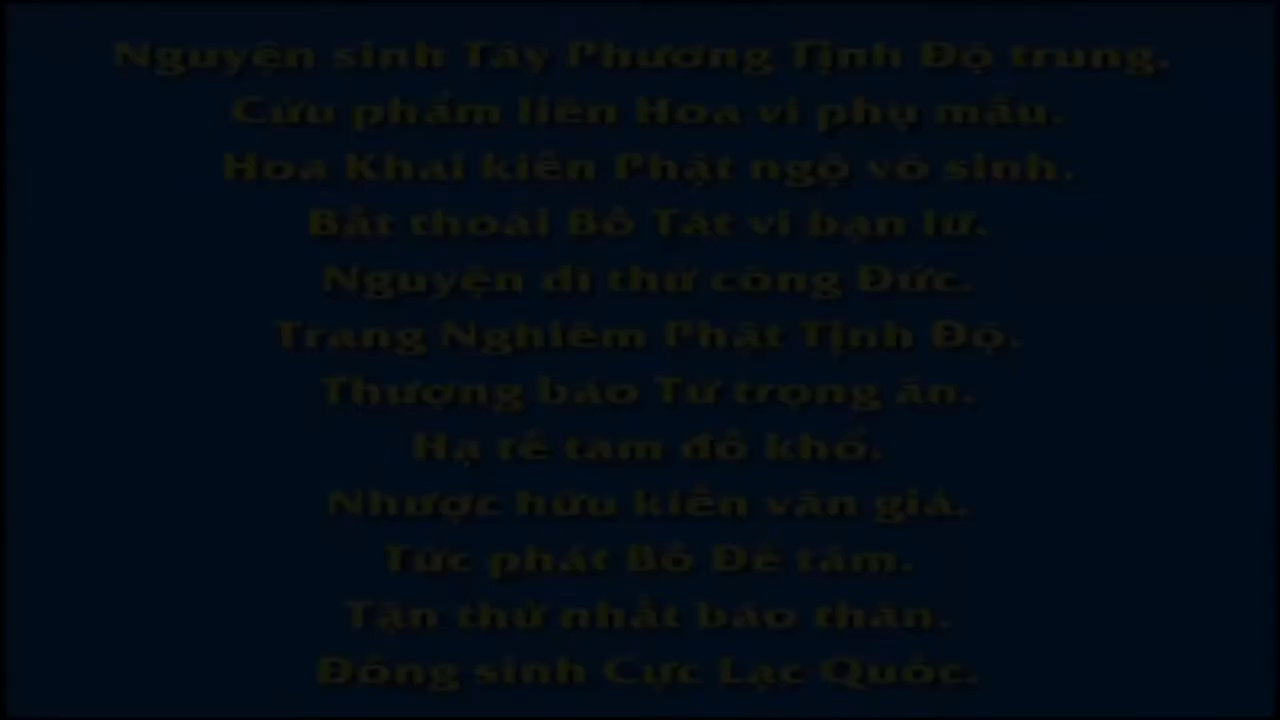 Nguyện sinh Tây Phương Tịnh Độ trung.
Cửu phẩm liên Hoa vi phụ mẫu.
Hoa Khai kiến Phật ngộ vô sinh.
Bất thoái Bồ Tát vi bạn lữ.
Nguyện dĩ thử công Đức.
Trang Nghiêm Phật Tịnh Độ.
Thượng báo Tứ trọng ân.
Hạ tế tam đồ khổ.
Nhược hữu kiến văn giả.
Tức phát Bồ Đề tâm.
Tận thử nhất báo thân.
Đồng sinh Cực Lạc Quốc.